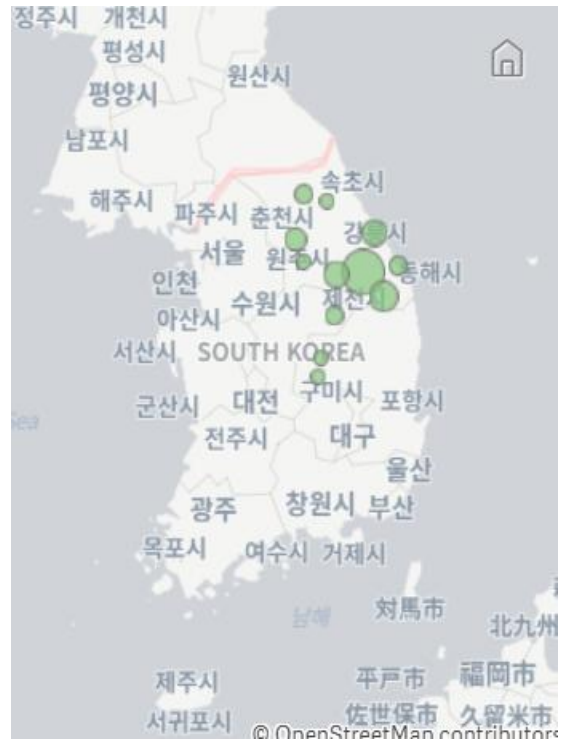 정주시 개천시
평성시
원산시
평양시
남포시
속초시
해주시
파주시 춘천시
강릉시
서울 원주시
동해시
인천
수원시 제천시
아산시
서산시 SOUTH KOREA
구미시
군산시 대전 포항시
전주시 대구
울산
광주 창원시 부산
옥포시 여수시 거제시
남해
対馬市
北九州
제주시 平戸市 福岡市
서귀포시 佐世保市 久留米市
© OpenStreetMap contributors